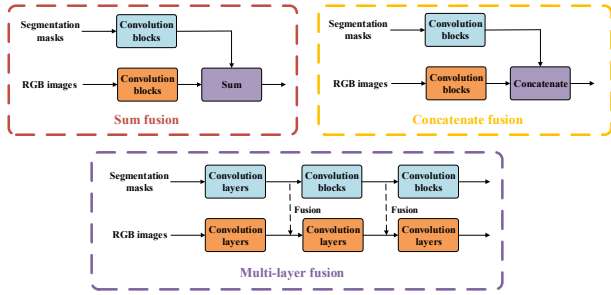 Segmentation
masks
Convolution
blocks
RGB images
Convolution
blocks
Sum
Sum fusion
Segmentation
masks
Convolution
blocks
RGB images
Convolution
blocks
Concatenate
Concatenate fusion
Segmentation
masks
Convolution
layers
Convolution
blocks
Convolution
blocks
Fusion
Fusion
RGB images
Convolution
layers
Convolution
layers
Convolution
layers
Multi-layer fusion